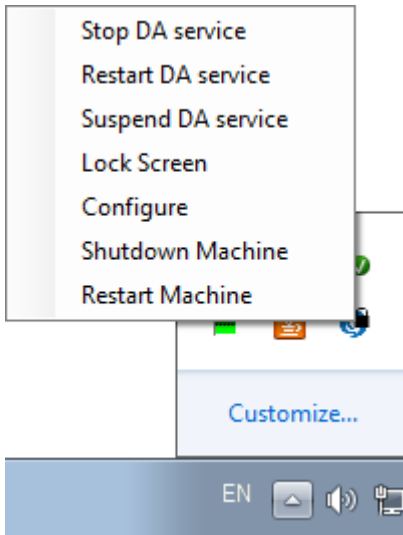 Stop DA service
Restart DA service
Suspend DA service
Lock Screen
Configure
Shutdown Machine
Restart Machine
Customize...
EN